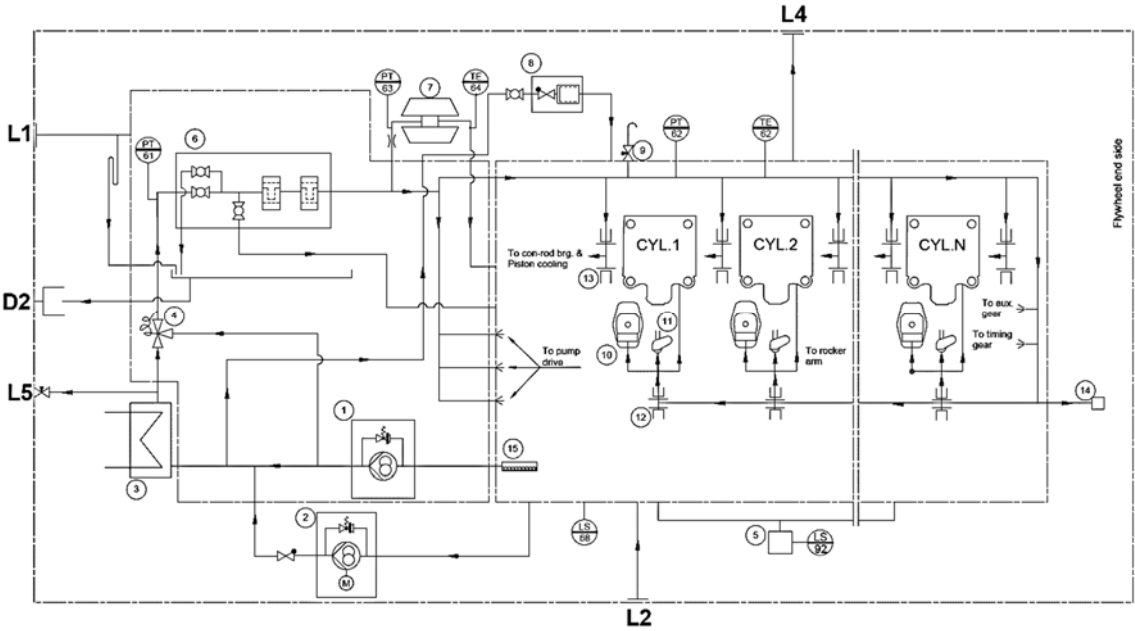 L4
8
PT
63
7
TE
64
L1
PT
61
6
9
PT
62
TE
62
Flywheel end side
CYL.1
CYL.2
CYL.N
To con-rod brg. &
Piston cooling
13
D2
4
11
10
To aux.
gear
To timing
gear
To pump
drive
To rocker
arm
L5
12
14
1
15
3
2
M
LS
68
5
LS
92
L2